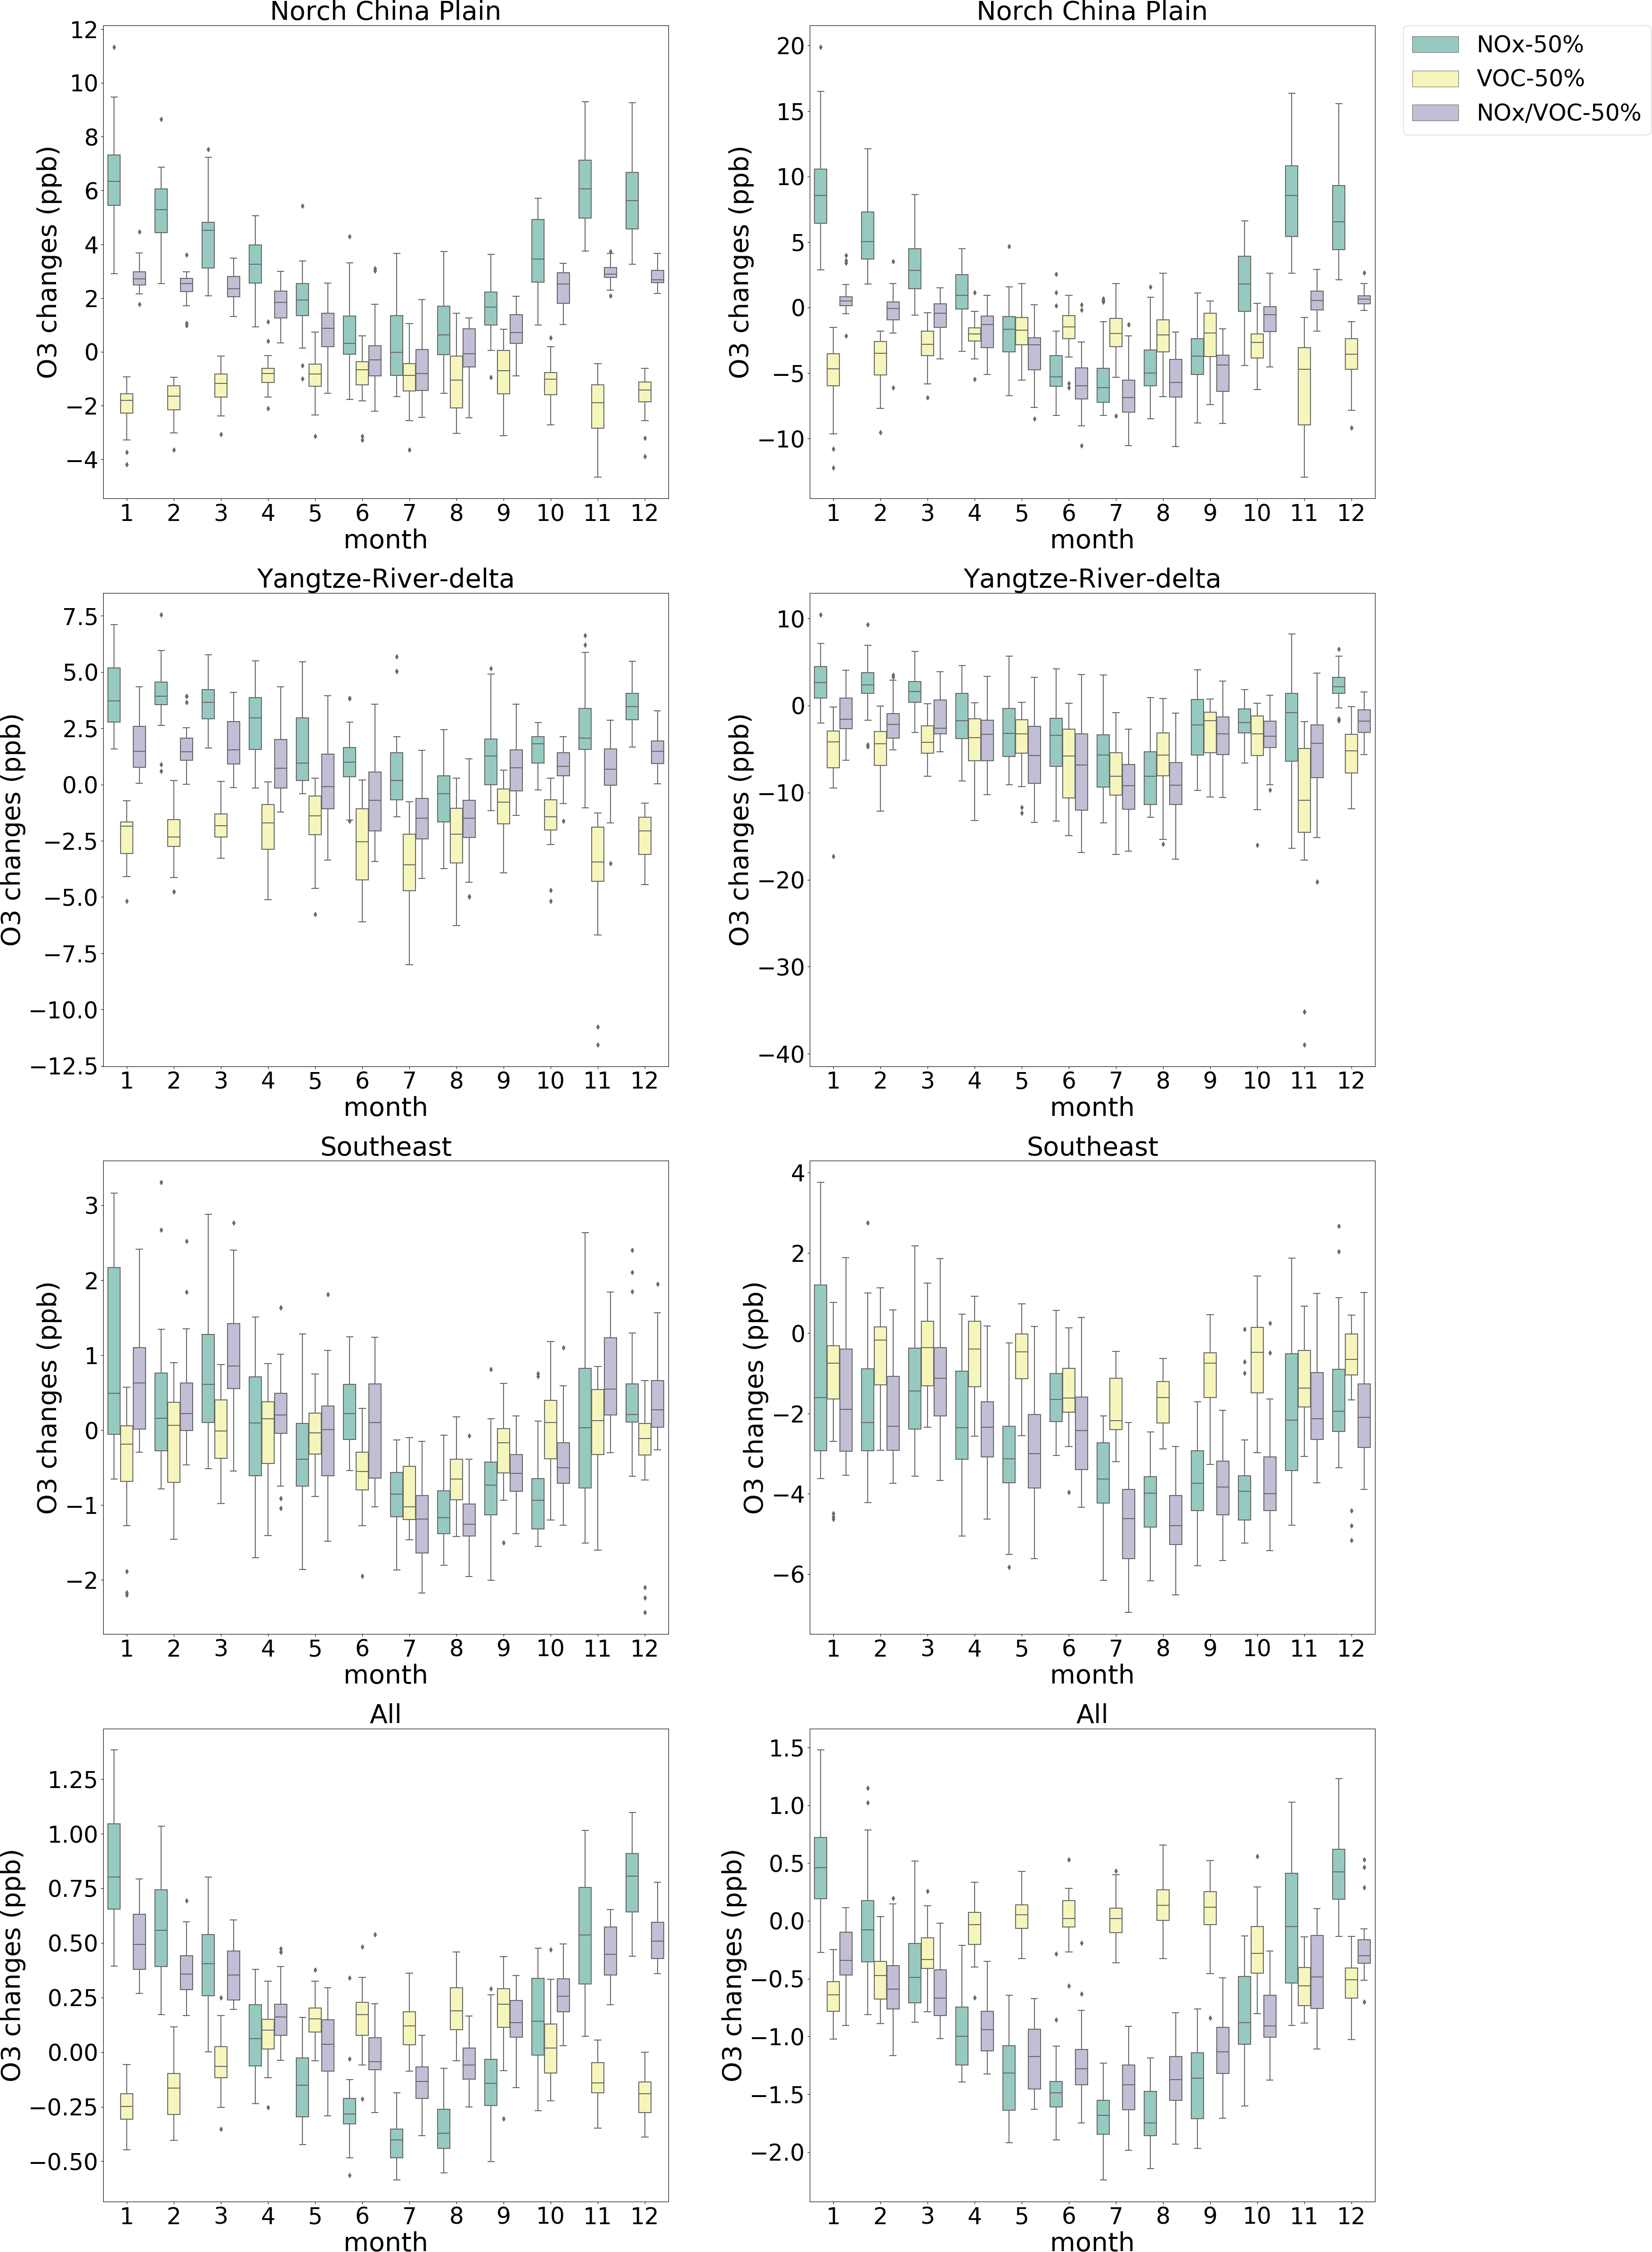 Norch China Plain
Norch China Plain
NOx-50%
VOC-50%
NOx/VOC-50%
O3 changes (ppb)
12
10
8
6
4
2
0
−2
−4
1 2 3 4 5 6 7 8 9 10 11 12
month
O3 changes (ppb)
20
15
10
5
0
−5
−10
1 2 3 4 5 6 7 8 9 10 11 12
month
Yangtze-River-delta
O3 changes (ppb)
7.5
5.0
2.5
0.0
−2.5
−5.0
−7.5
−10.0
−12.5
1 2 3 4 5 6 7 8 9 10 11 12
month
Yangtze-River-delta
O3 changes (ppb)
10
0
−10
−20
−30
−40
1 2 3 4 5 6 7 8 9 10 11 12
month
Southeast
O3 changes (ppb)
3
2
1
0
−1
−2
1 2 3 4 5 6 7 8 9 10 11 12
month
Southeast
O3 changes (ppb)
4
2
0
−2
−4
−6
1 2 3 4 5 6 7 8 9 10 11 12
month
All
O3 changes (ppb)
1.25
1.00
0.75
0.50
0.25
0.00
−0.25
−0.50
1 2 3 4 5 6 7 8 9 10 11 12
month
All
O3 changes (ppb)
1.5
1.0
0.5
0.0
−0.5
−1.0
−1.5
−2.0
1 2 3 4 5 6 7 8 9 10 11 12
month